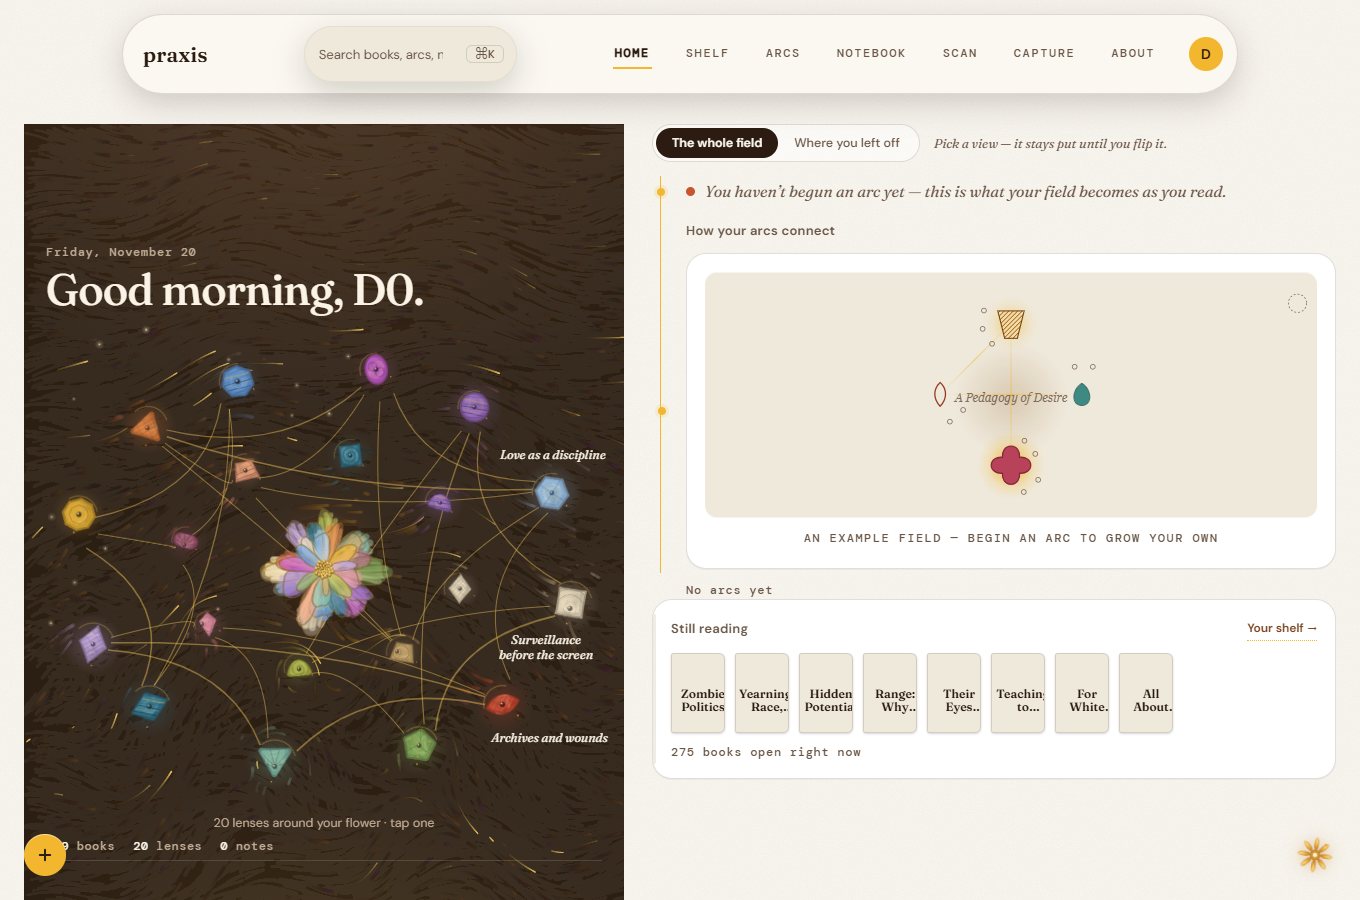 praxis
Search books, arcs, n
⌘K
HOME
SHELF
ARCS
NOTEBOOK
SCAN
CAPTURE
ABOUT
D
Friday, November 20
Good morning, D0.
Love as a discipline
Surveillance
before the screen
Archives and wounds
20 lenses around your flower · tap one
9 books 20 lenses 0 notes
+
The whole field
Where you left off
Pick a view — it stays put until you flip it.
You haven't begun an arc yet — this is what your field becomes as you read.
How your arcs connect
A Pedagogy of Desire
AN EXAMPLE FIELD — BEGIN AN ARC TO GROW YOUR OWN
No arcs yet
Still reading
Your shelf →
Zombie
Politics
Yearning
Race,..
Hidden
Potentia
Range:
Why..
Their
Eyes..
Teaching
to...
For
White.
All
About.
275 books open right now